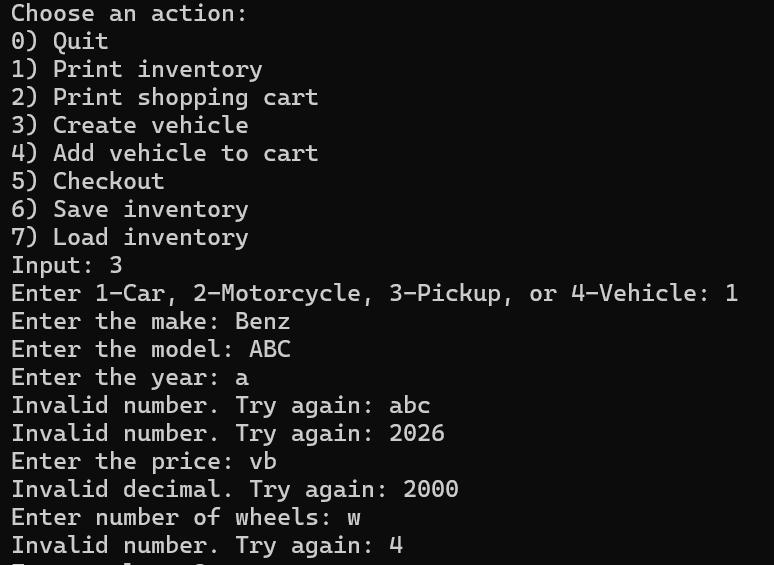 Choose an action:
0) Quit
1) Print inventory
2) Print shopping cart
3) Create vehicle
4) Add vehicle to cart
5) Checkout
6) Save inventory
7) Load inventory
Input: 3
Enter 1-Car, 2-Motorcycle, 3-Pickup, or 4-Vehicle: 1
Enter the make: Benz
Enter the model: ABC
Enter the year: a
Invalid number. Try again: abc
Invalid number. Try again: 2026
Enter the price: vb
Invalid decimal. Try again: 2000
Enter number of wheels: w
Invalid number. Try again: 4